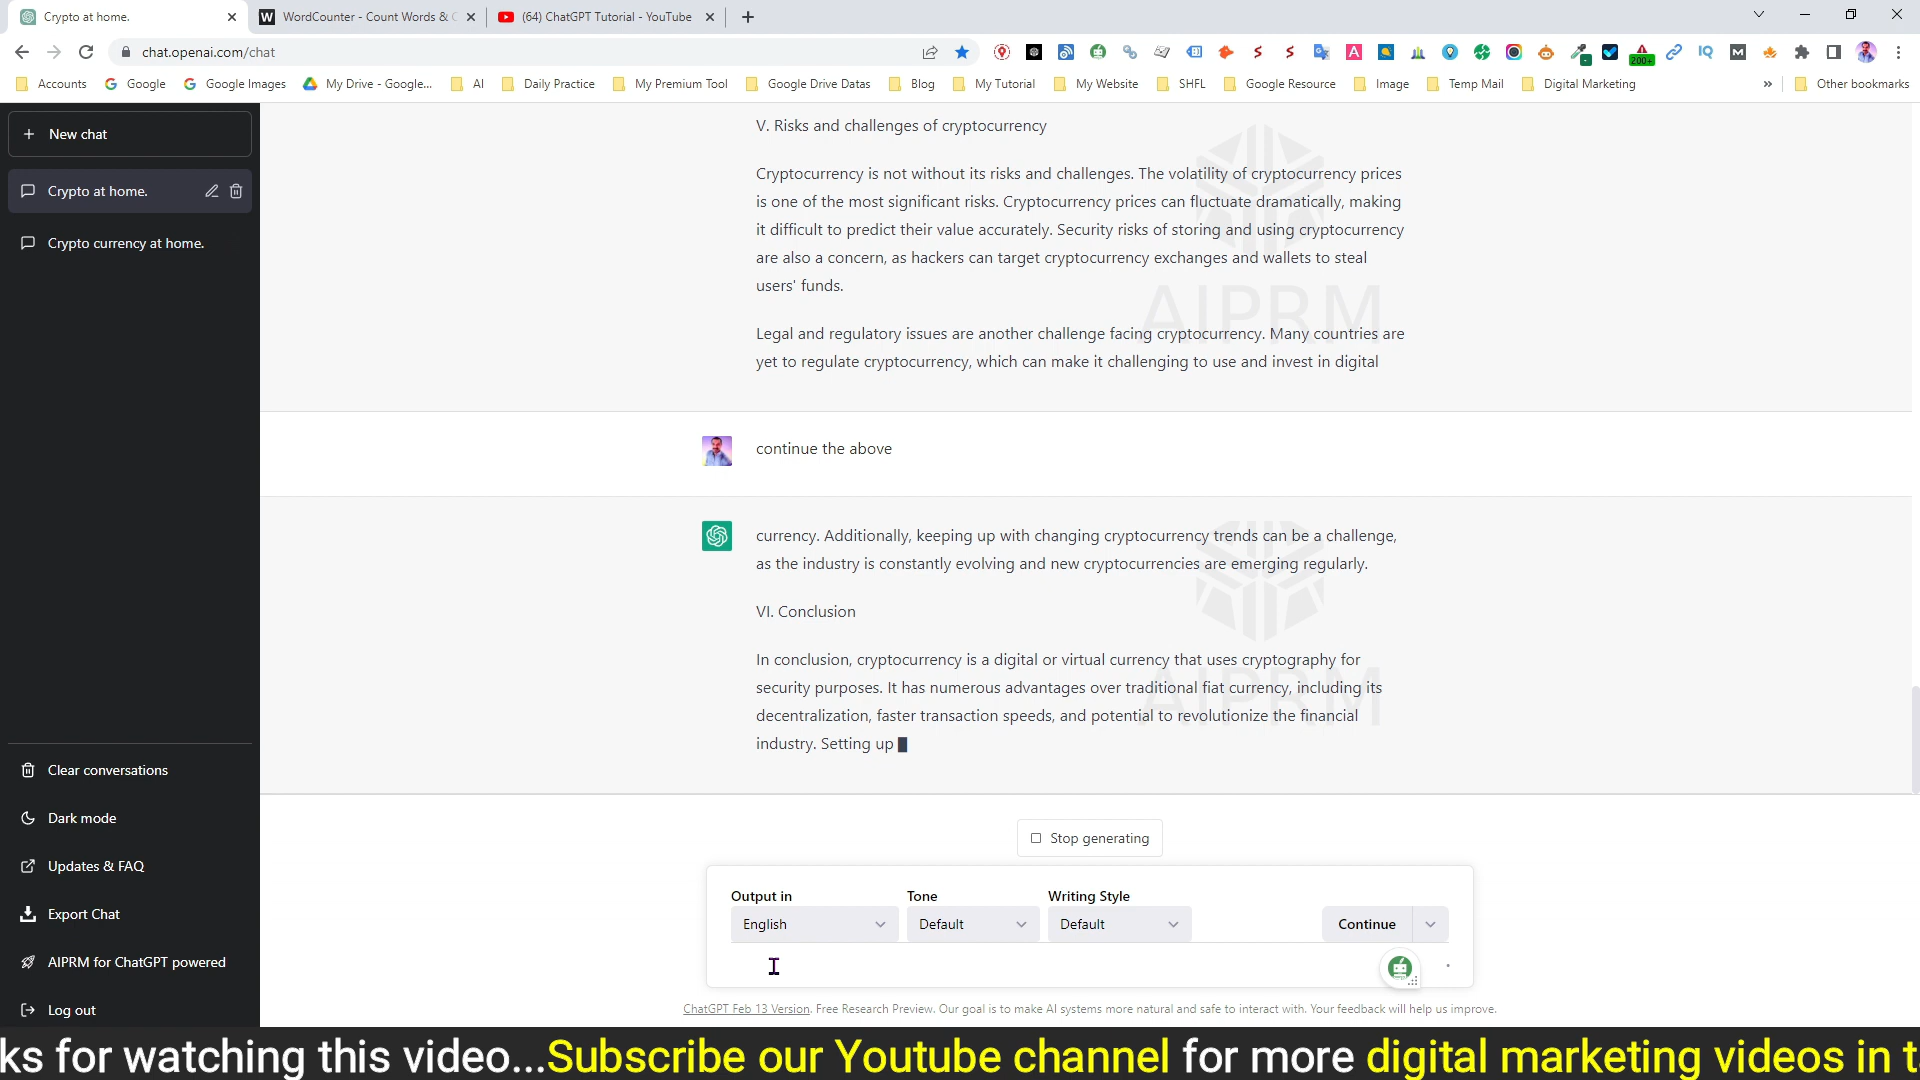 Crypto at home.
WordCounter - Count Words & C
(64) ChatGPT Tutorial - YouTube
chat.openai.com/chat
200+
Accounts
Google
Google Images
My Drive - Google...
AI
Daily Practice
My Premium Tool
Google Drive Datas
Blog
My Tutorial
My Website
SHFL
Google Resource
Image
Temp Mail
Digital Marketing
»
Other bookmarks
New chat
Crypto at home.
Crypto currency at home.
Clear conversations
Dark mode
Updates & FAQ
Export Chat
AIPRM for ChatGPT powered
Log out
V. Risks and challenges of cryptocurrency
Cryptocurrency is not without its risks and challenges. The volatility of cryptocurrency prices
is one of the most significant risks. Cryptocurrency prices can fluctuate dramatically, making
it difficult to predict their value accurately. Security risks of storing and using cryptocurrency
are also a concern, as hackers can target cryptocurrency exchanges and wallets to steal
users' funds.
Legal and regulatory issues are another challenge facing cryptocurrency. Many countries are
yet to regulate cryptocurrency, which can make it challenging to use and invest in digital
AIPRM
continue the above
currency. Additionally, keeping up with changing cryptocurrency trends can be a challenge,
as the industry is constantly evolving and new cryptocurrencies are emerging regularly.
VI. Conclusion
In conclusion, cryptocurrency is a digital or virtual currency that uses cryptography for
security purposes. It has numerous advantages over traditional fiat currency, including its
decentralization, faster transaction speeds, and potential to revolutionize the financial
industry. Setting up
AIPRM
Stop generating
Output in
Tone
Writing Style
English
Default
Default
Continue
ChatGPT Feb 13 Version. Free Research Preview. Our goal is to make AI systems more natural and safe to interact with. Your feedback will help us improve.
ks for watching this video...Subscribe our Youtube channel for more digital marketing videos in t